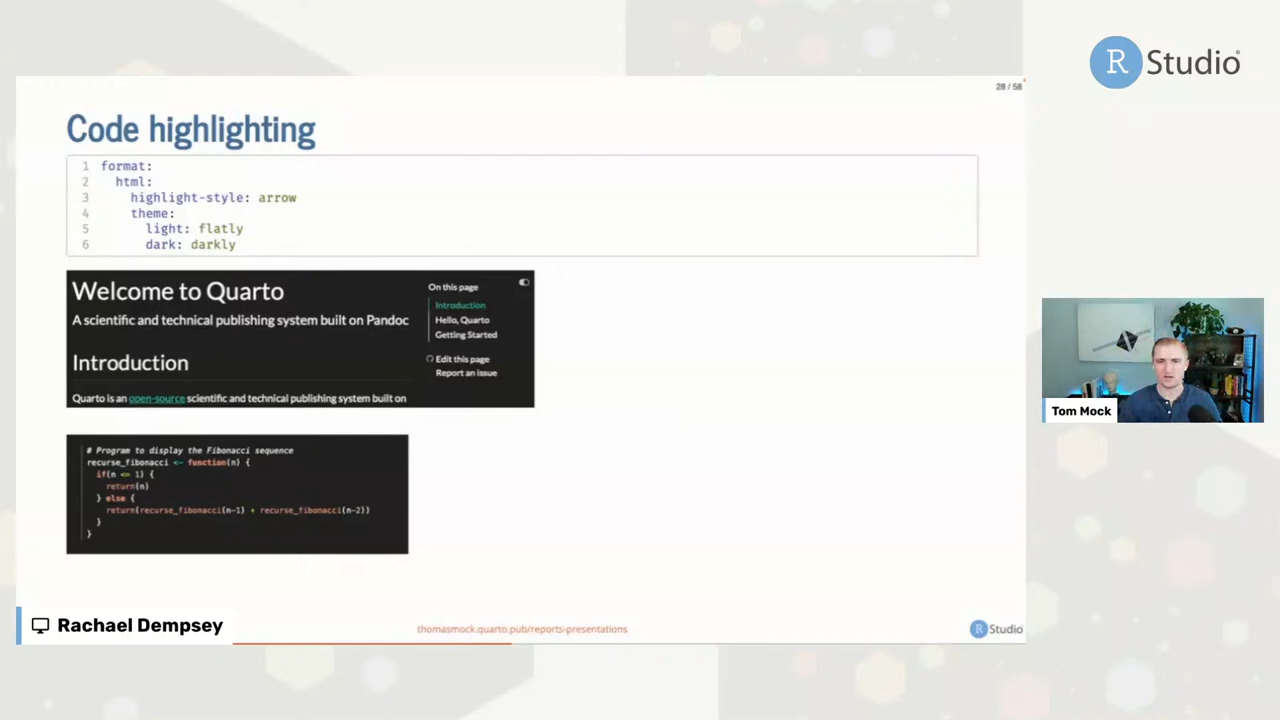 R Studio
28 / 58
Code highlighting
1 format:
2 html:
3 highlight-style: arrow
4 theme:
5 light: flatly
6 dark: darkly
Welcome to Quarto
A scientific and technical publishing system built on Pandoc
Introduction
Quarto is an open-source scientific and technical publishing system built on
On this page
Introduction
Hello, Quarto
Getting Started
Edit this page
Report an issue
# Program to display the Fibonacci sequence
recurse_fibonacci <- function(n) {
if(n <= 1) {
return(n)
} else {
return(recurse_fibonacci(n-1) + recurse_fibonacci(n-2))
}
}
Tom Mock
Rachael Dempsey
thomasmock.quarto.pub/reports-presentations
R Studio